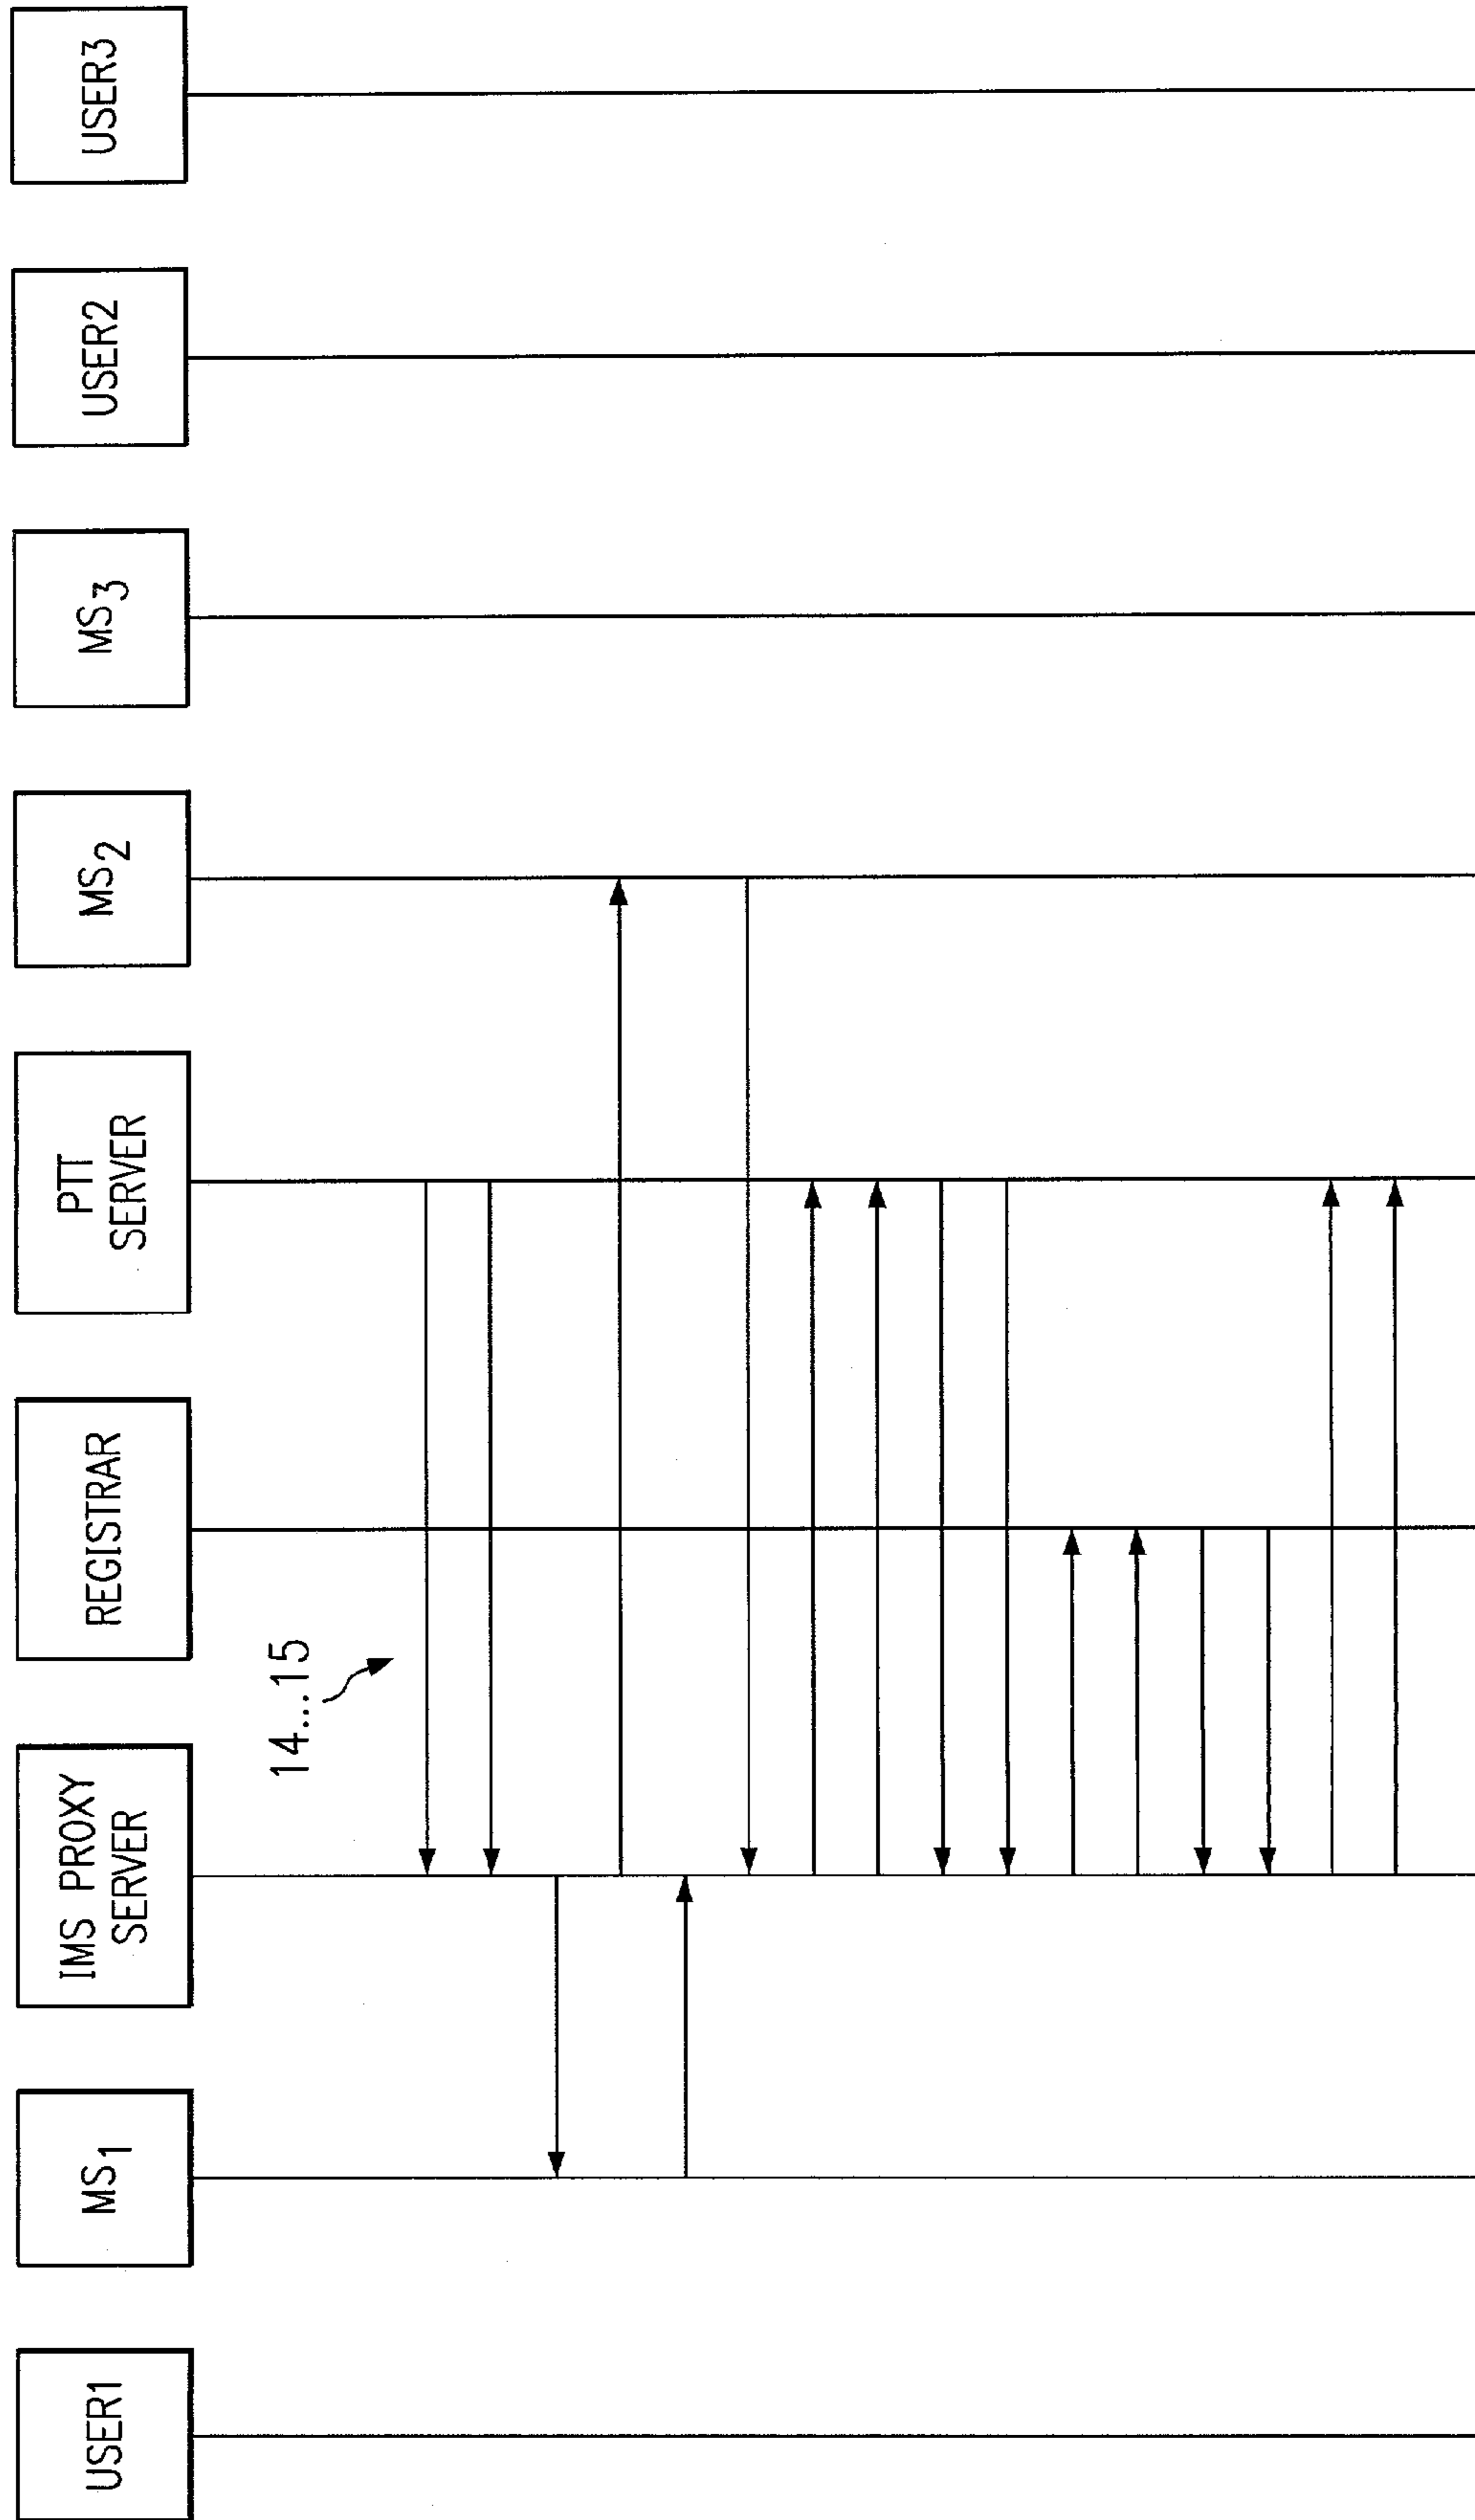 USER1
MS1
IMS PROXY
SERVER
REGISTRAR
PTT
SERVER
MS2
MS3
USER2
USER3
14...15